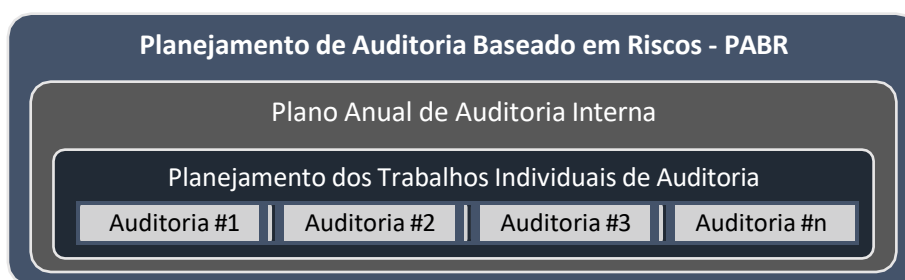 Planejamento de Auditoria Baseado em Riscos - PABR
Plano Anual de Auditoria Interna
Planejamento dos Trabalhos Individuais de Auditoria
Auditoria #1 Auditoria #2 Auditoria #3 Auditoria #n